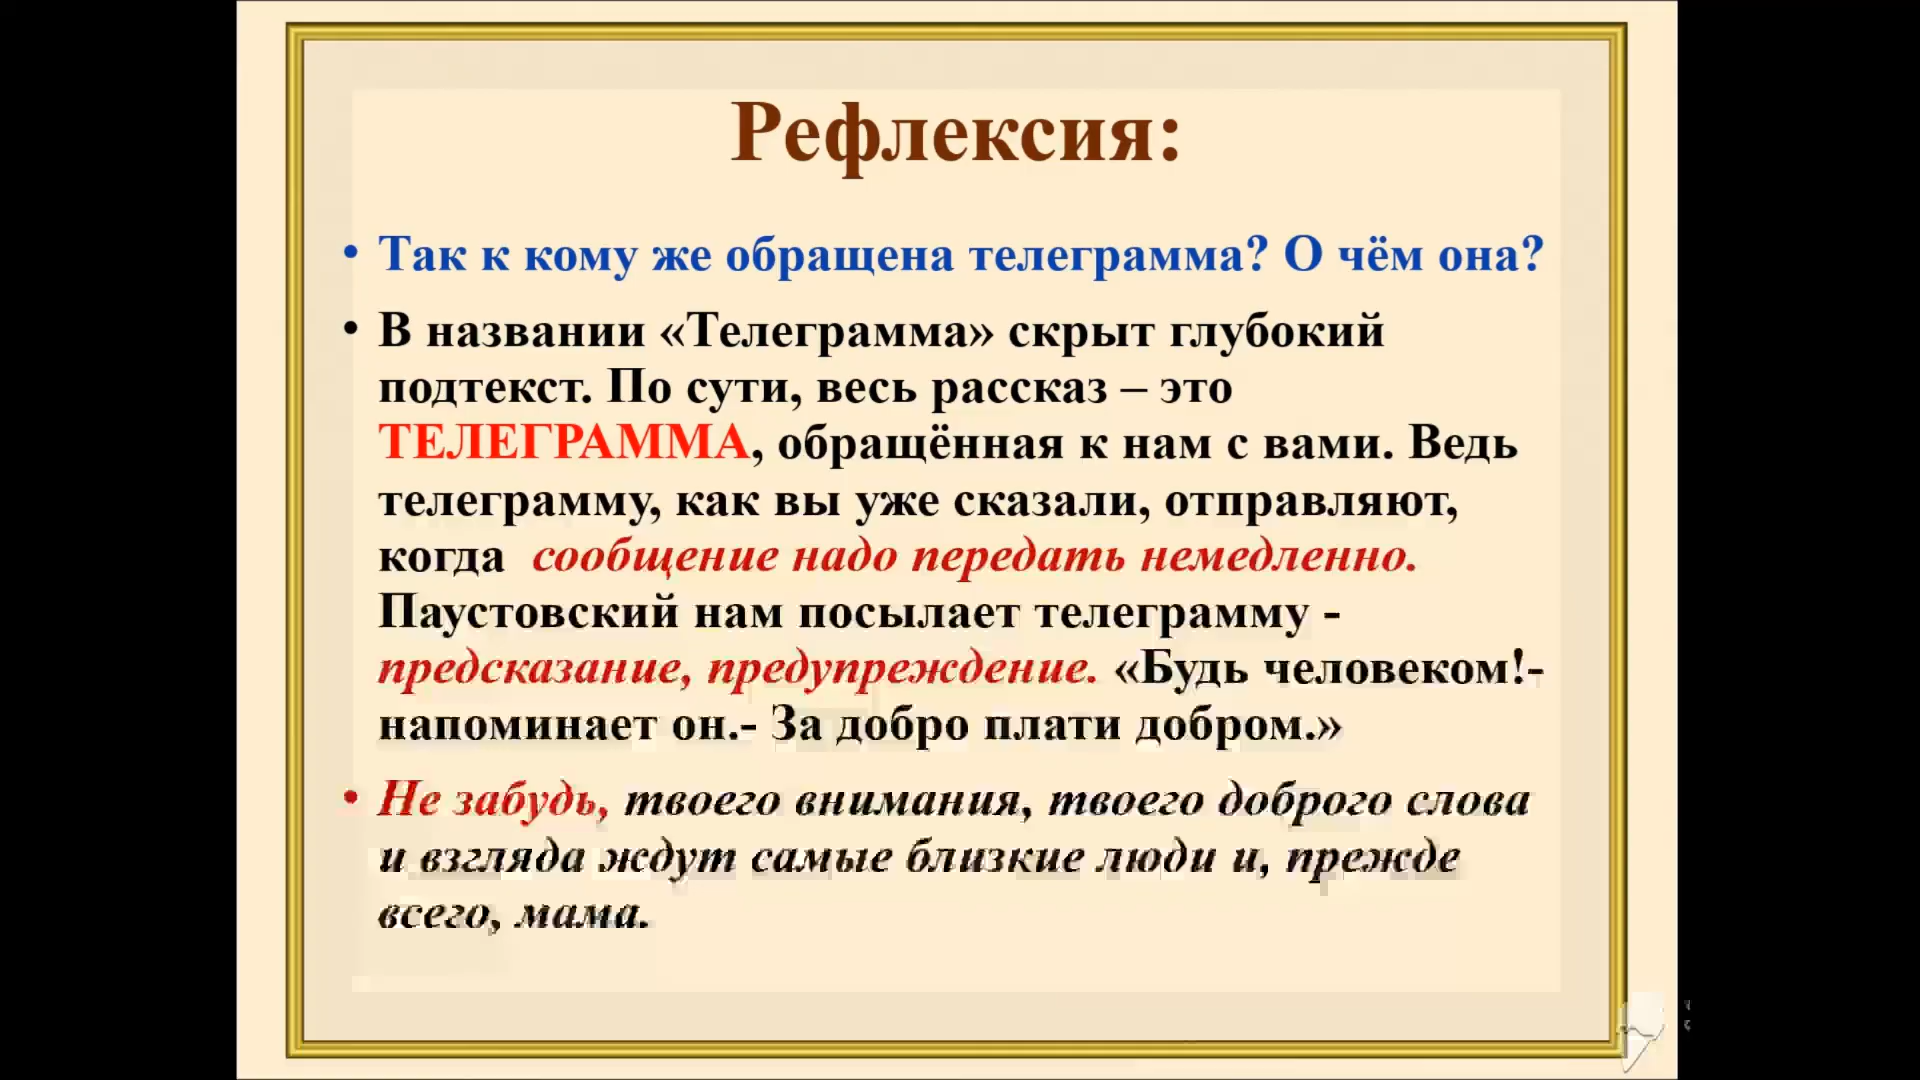 Рефлексия:
• Так к кому же обращена телеграмма? О чём она?
• В названии «Телеграмма» скрыт глубокий
подтекст. По сути, весь рассказ – это
ТЕЛЕГРАММА, обращённая к нам с вами. Ведь
телеграмму, как вы уже сказали, отправляют,
когда сообщение надо передать немедленно.
Паустовский нам посылает телеграмму -
предсказание, предупреждение. «Будь человеком!-
напоминает он.- За добро плати добром.»
• Не забудь, твоего внимания, твоего доброго слова
и взгляда ждут самые близкие люди и, прежде
всего, мама.